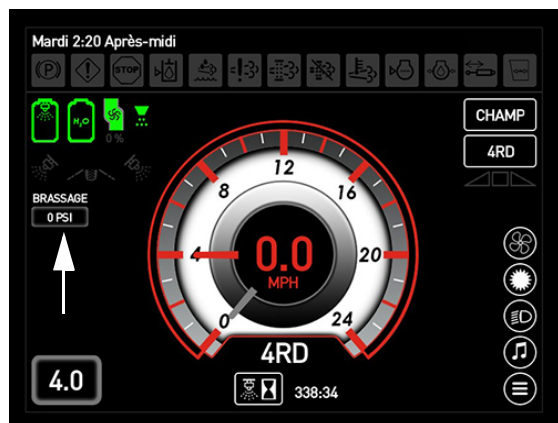 Mardi 2:20 Après-midi
(P)
STOP
H₂O
0 %
CHAMP
4RD
BRASSAGE
0 PSI
0
4
8
12
16
20
24
0.0
MPH
4RD
4.0
338:34